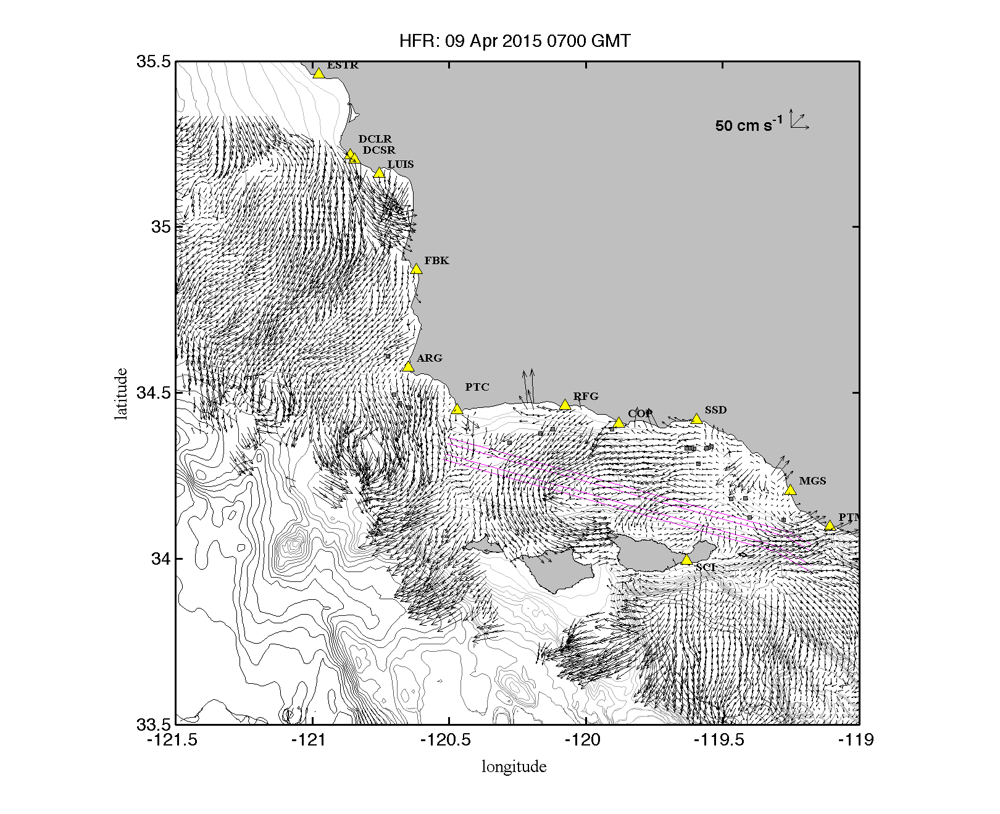 HFR: 09 Apr 2015 0700 GMT
35.5
ESTR
50 cm s-1
DCLR
DCSR
LUIS
35
FBK
ARG
34.5
PTC
RFG
COP
SSD
latitude
MGS
PTM
34
SCI
33.5
-121.5 -121 -120.5 -120 -119.5 -119
longitude